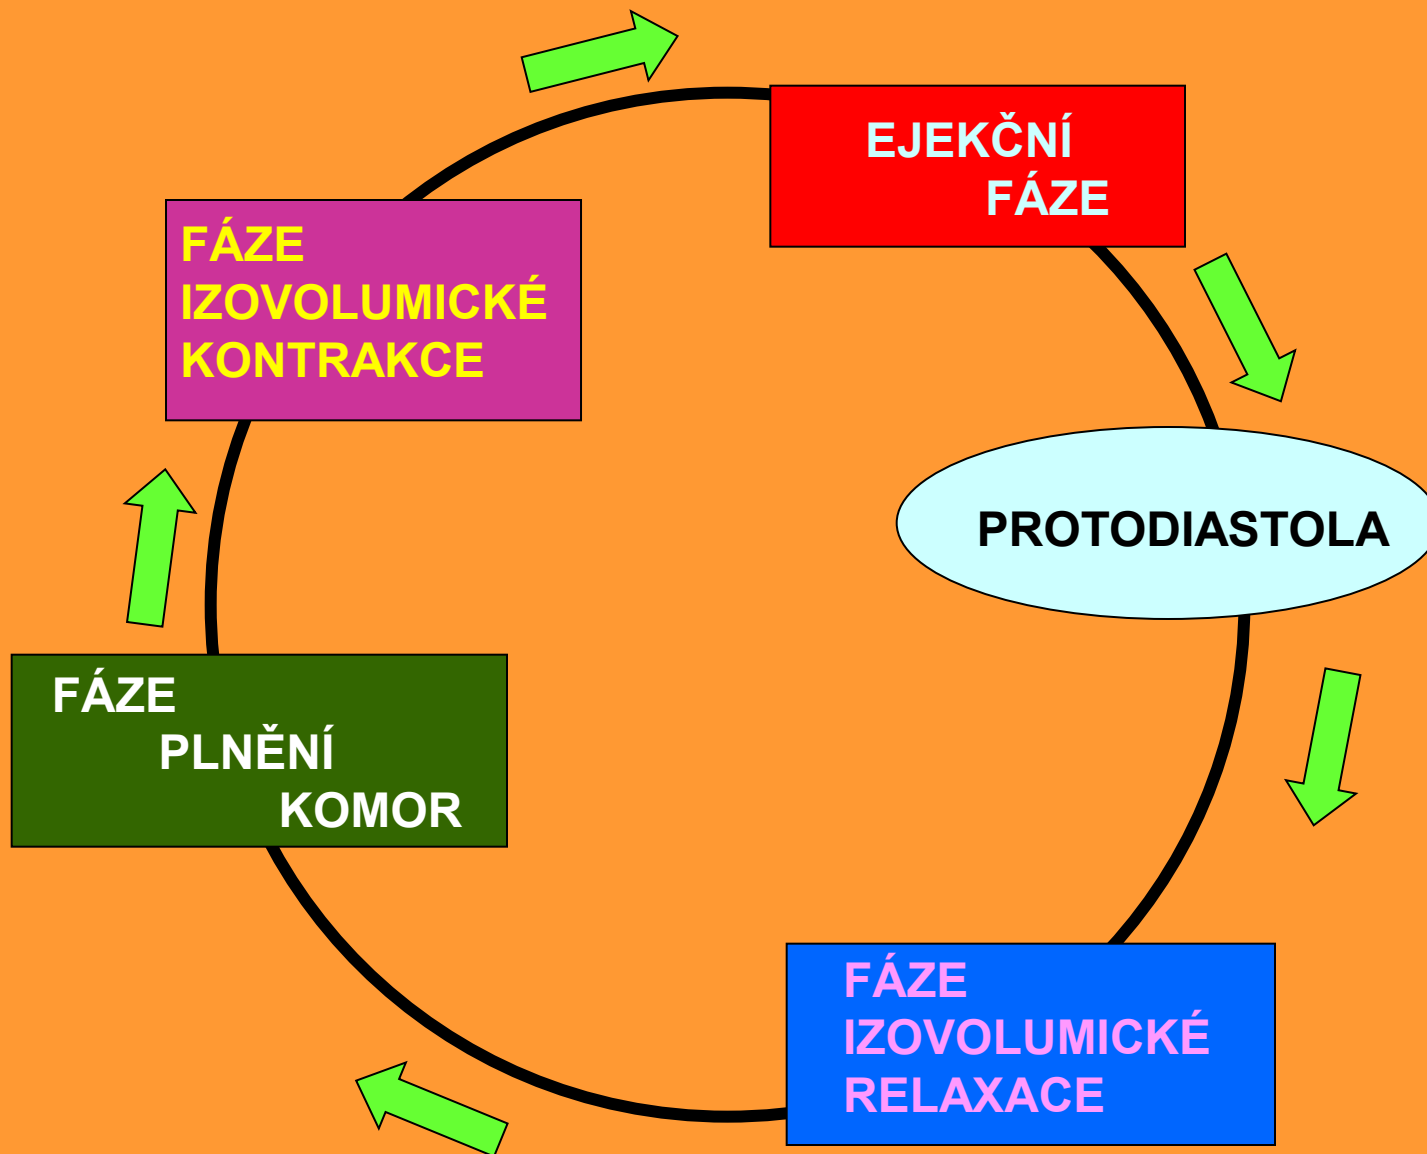 EJEKČNÍ
FÁZE
FÁZE
IZOVOLUMICKÉ
KONTRAKCE
PROTODIASTOLA
FÁZE
PLNĚNÍ
KOMOR
FÁZE
IZOVOLUMICKÉ
RELAXACE